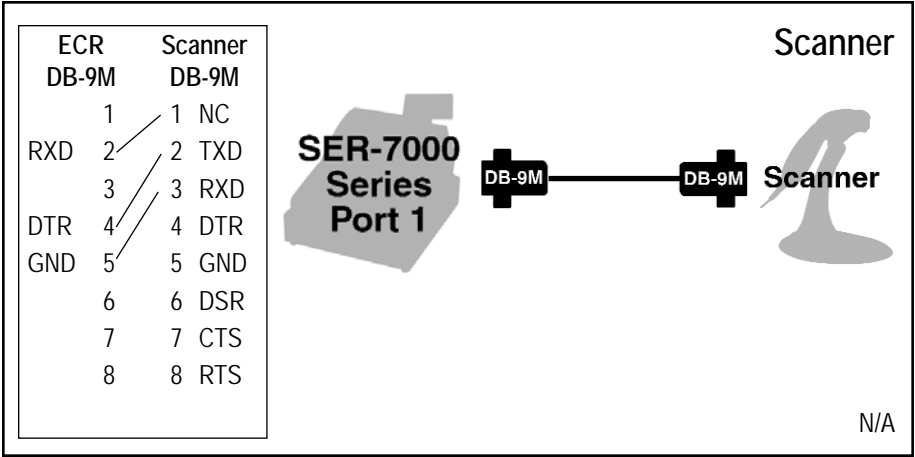 Scanner
ECR Scanner
DB-9M DB-9M
1 1 NC
RXD 2 2 TXD
3 3 RXD
DTR 4 4 DTR
GND 5 5 GND
6 6 DSR
7 7 CTS
8 8 RTS
SER-7000
Series
Port 1
DB-9M
DB-9M
Scanner
N/A